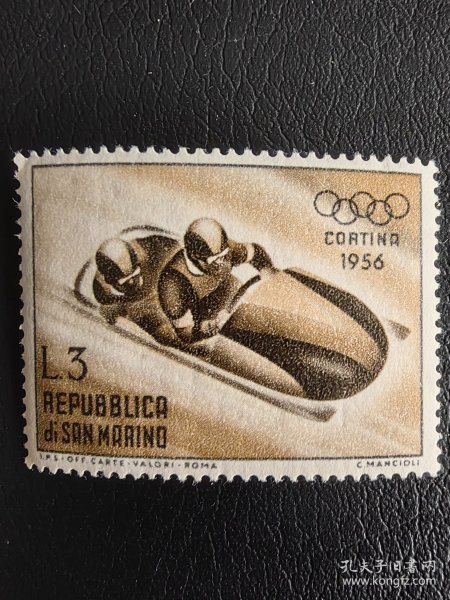 CORTINA
1956
L.3
REPUBBLICA
di SAN MARINO
I.P.S. OFF. CARTE-VALORI-ROMA
C. MANCIOLI
孔夫子旧书网
www.kongfz.com